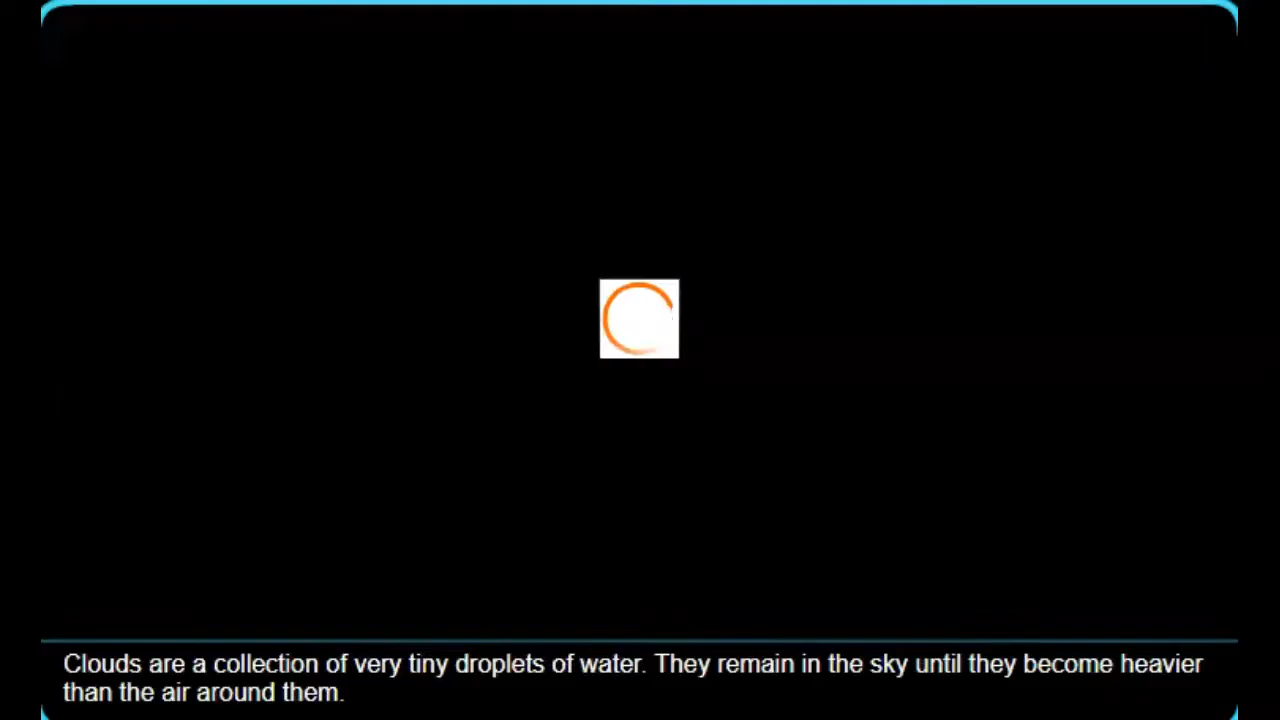 Clouds are a collection of very tiny droplets of water. They remain in the sky until they become heavier
than the air around them.